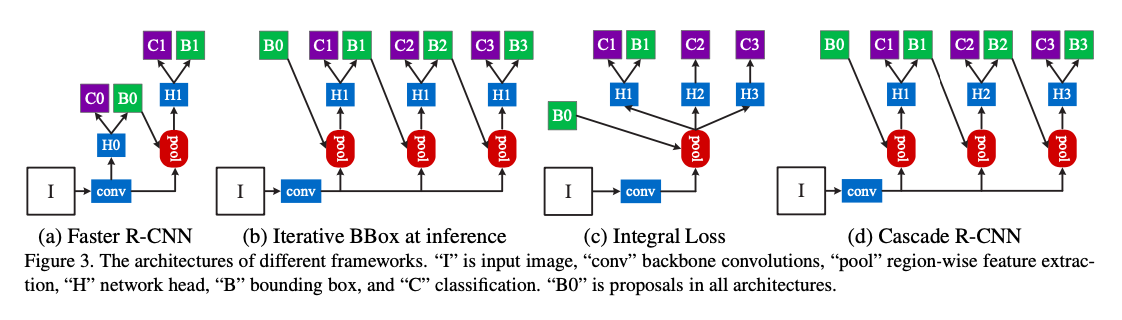 C1 B1
C0 B0
H1
H0
pool
I
conv
(a) Faster R-CNN
B0 C1 B1 C2 B2 C3 B3
H1 H1 H1
pool pool pool
I
conv
(b) Iterative BBox at inference
C1 B1 C2 C3
H1 H2 H3
B0
pool
I
conv
(c) Integral Loss
B0 C1 B1 C2 B2 C3 B3
H1 H2 H3
pool pool pool
I
conv
(d) Cascade R-CNN
Figure 3. The architectures of different frameworks. “I” is input image, “conv” backbone convolutions, “pool” region-wise feature extrac-
tion, “H” network head, “B” bounding box, and “C” classification. “B0” is proposals in all architectures.